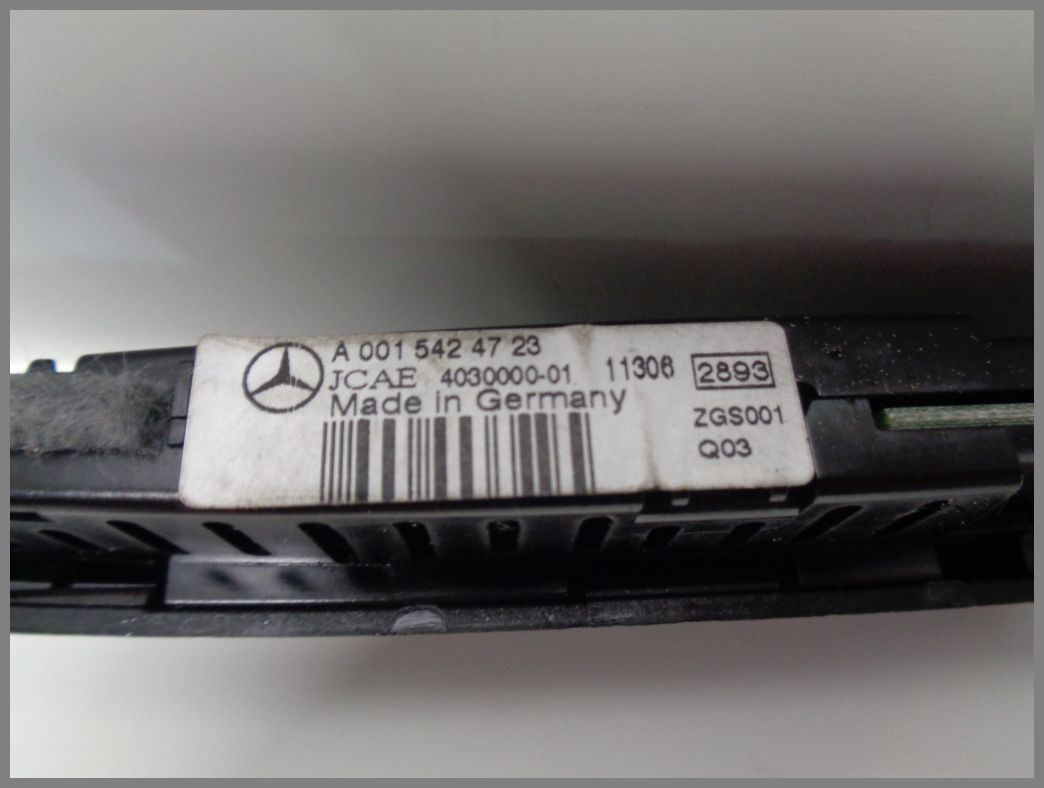 A 001 542 47 23
JCAE 4030000-01 11306 2893
Made in Germany
ZGS001
Q03